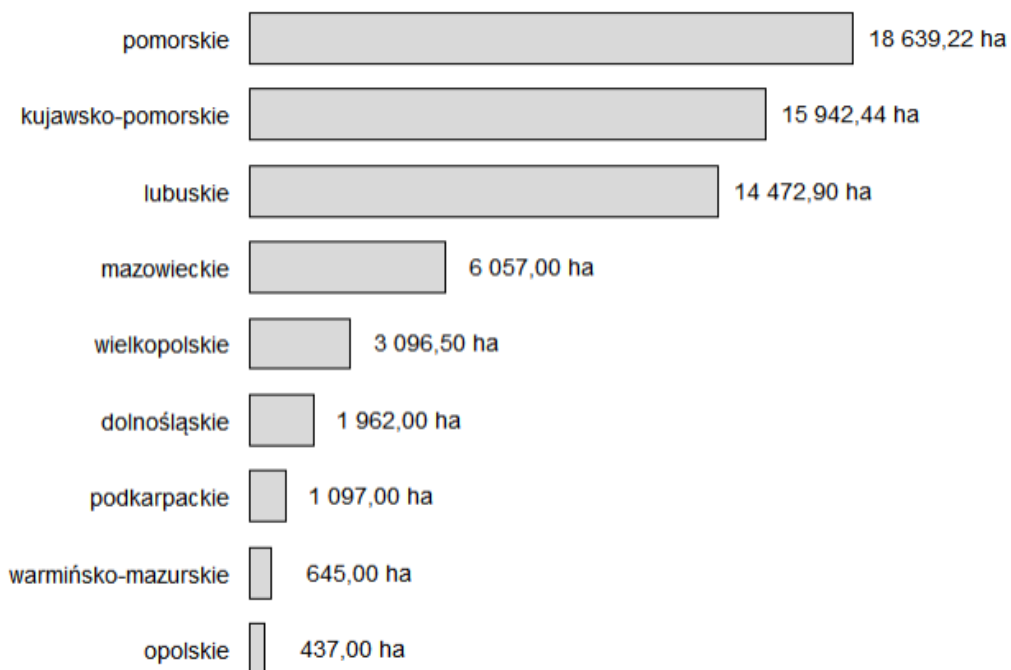 pomorskie 18 639,22 ha
kujawsko-pomorskie 15 942,44 ha
lubuskie 14 472,90 ha
mazowieckie 6 057,00 ha
wielkopolskie 3 096,50 ha
dolnośląskie 1 962,00 ha
podkarpackie 1 097,00 ha
warmińsko-mazurskie 645,00 ha
opolskie 437,00 ha